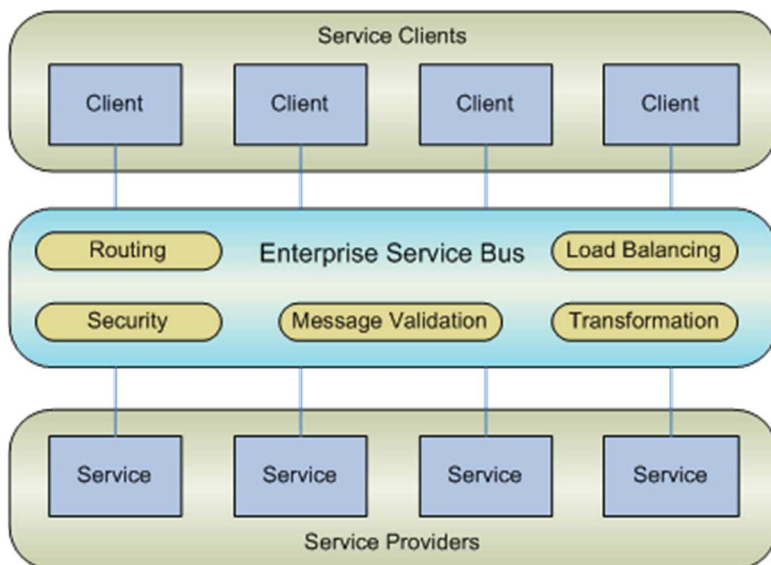 Service Clients
Client Client Client Client
Routing Enterprise Service Bus Load Balancing
Security Message Validation Transformation
Service Service Service Service
Service Providers